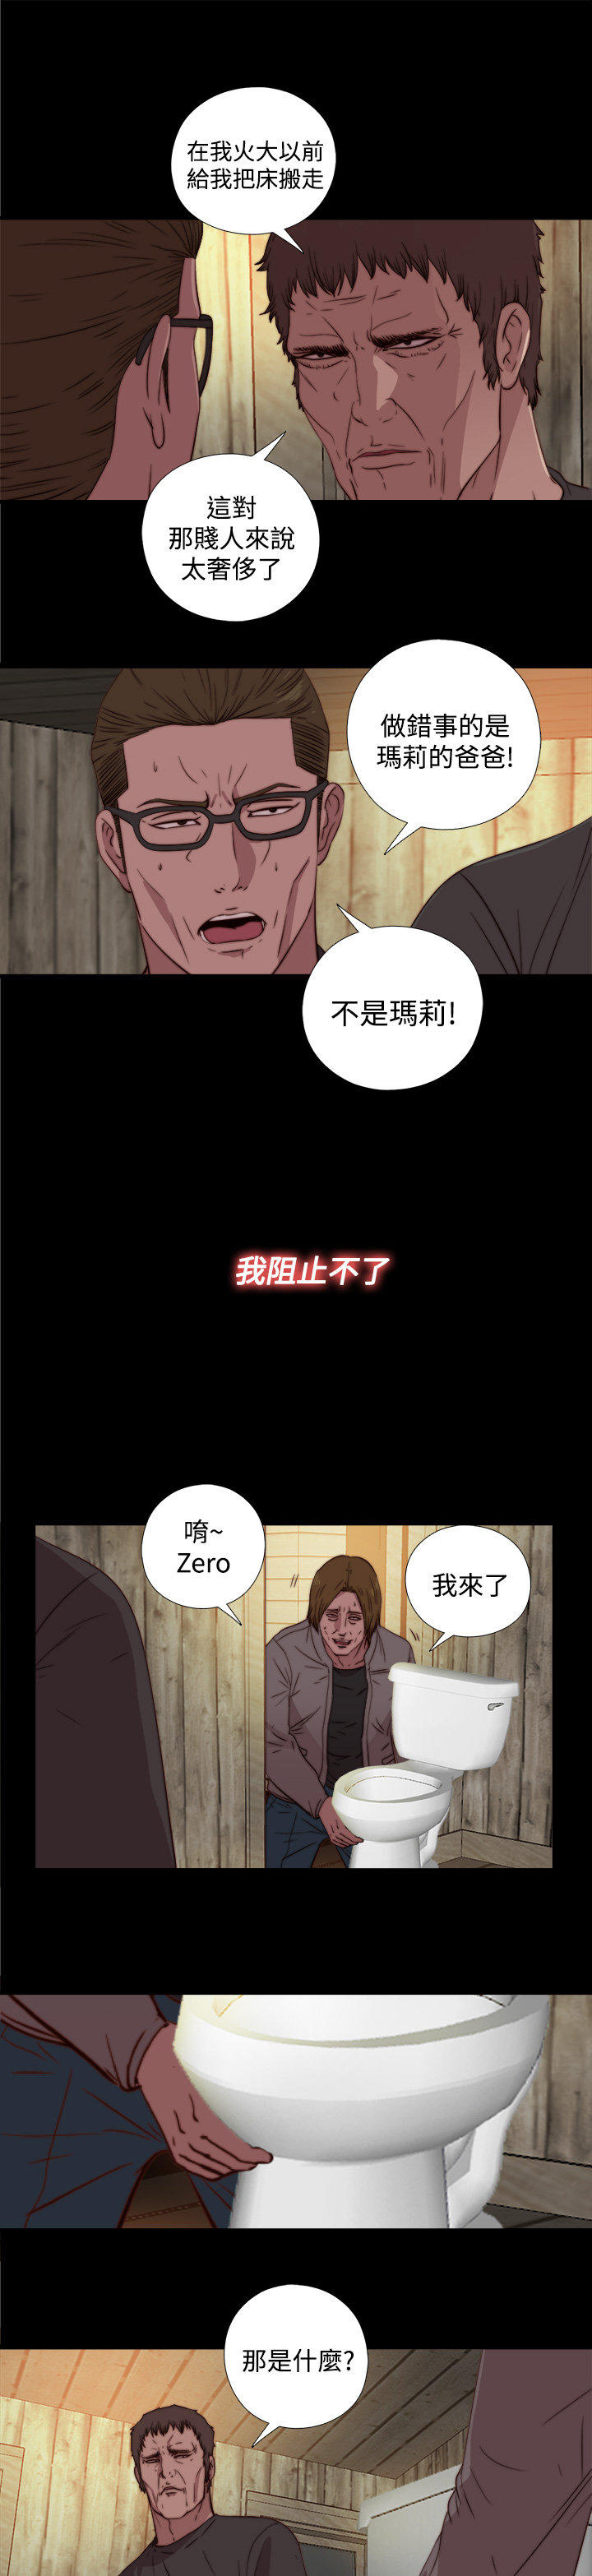 在我火大以前
給我把床搬走
這對
那賤人來說
太奢侈了
做錯事的是
瑪莉的爸爸!
不是瑪莉!
我阻止不了
唷~
Zero
我來了
那是什麼?